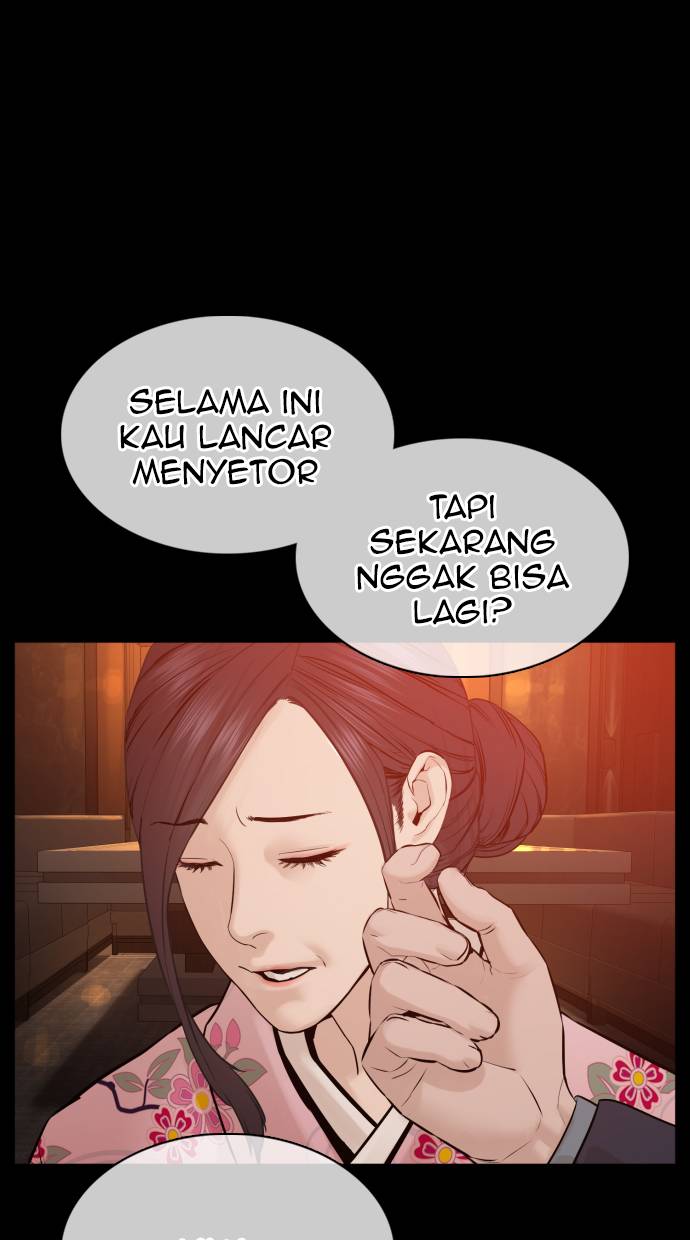 SELAMA INI
KAU LANCAR
MENYETOR
TAPI
SEKARANG
NGGAK BISA
LAGI?